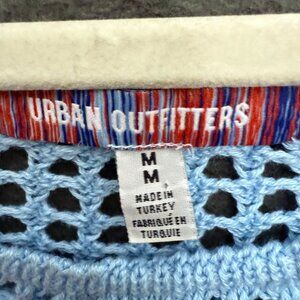 URBAN OUTFITTERS
M
M
MADE IN
TURKEY
FABRIQUÉ EN
TURQUIE